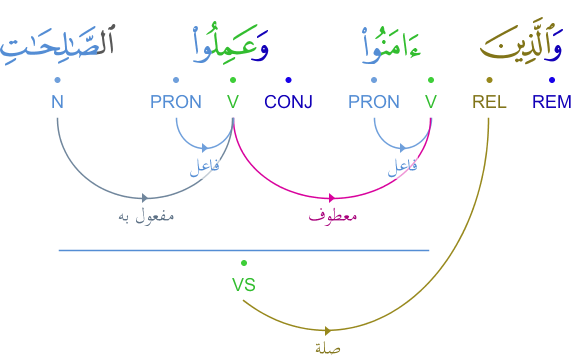 وَٱلَّذِينَ ءَامَنُوا۟ وَعَمِلُوا۟ ٱلصَّـٰلِحَـٰتِ
REM REL V PRON CONJ V PRON N
فاعل فاعل
معطوف مفعول به
VS
صلة